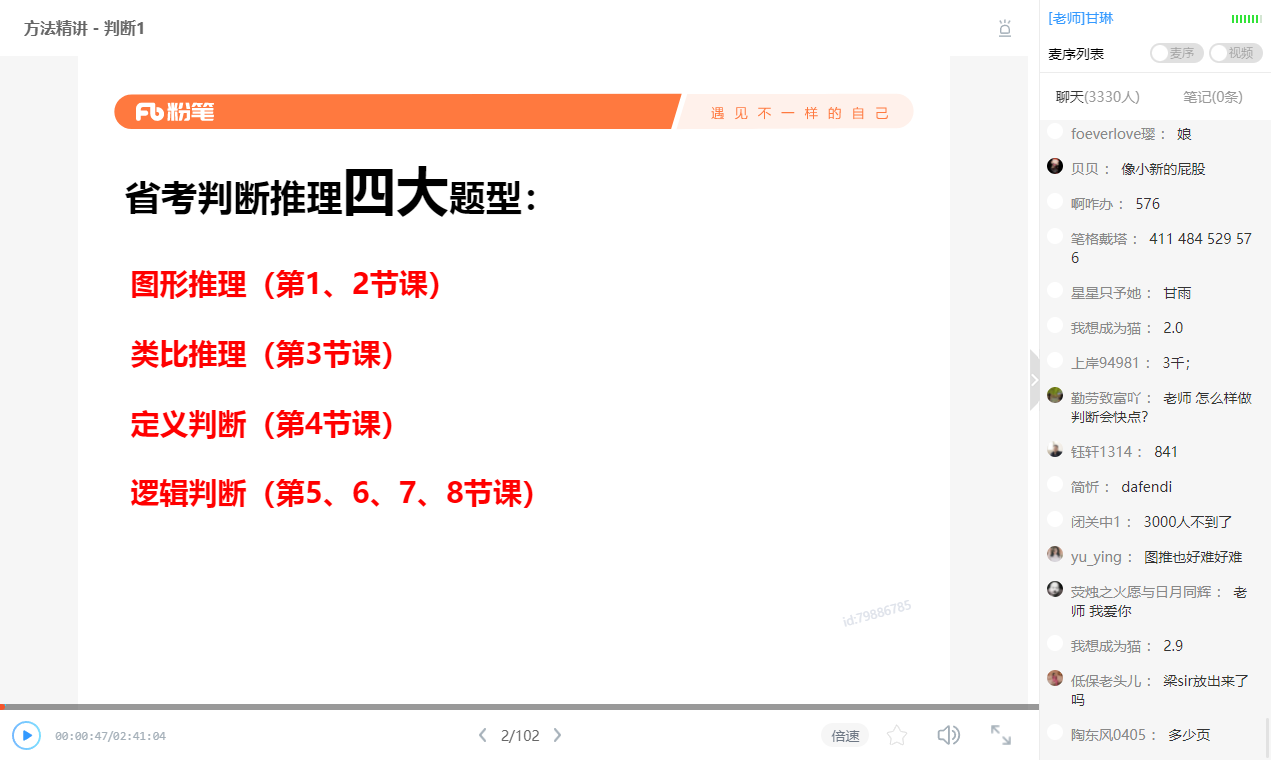 方法精讲 - 判断1
粉笔
遇见不一样的自己
省考判断推理四大题型：
图形推理（第1、2节课）
类比推理（第3节课）
定义判断（第4节课）
逻辑判断（第5、6、7、8节课）
id:79886785
00:00:47/02:41:04
2/102
倍速
[老师]甘琳
麦序列表
麦序
视频
聊天(3330人)
笔记(0条)
foeverlove璎： 娘
贝贝： 像小新的屁股
啊咋办： 576
笔格戴塔： 411 484 529 57
6
星星只予她： 甘雨
我想成为猫： 2.0
上岸94981： 3千；
勤劳致富吖： 老师 怎么样做
判断会快点?
钰轩1314： 841
简忻： dafendi
闭关中1： 3000人不到了
yu_ying： 图推也好难好难
荧烛之火愿与日月同辉： 老
师 我爱你
我想成为猫： 2.9
低保老头儿： 梁sir放出来了
吗
陶东风0405： 多少页